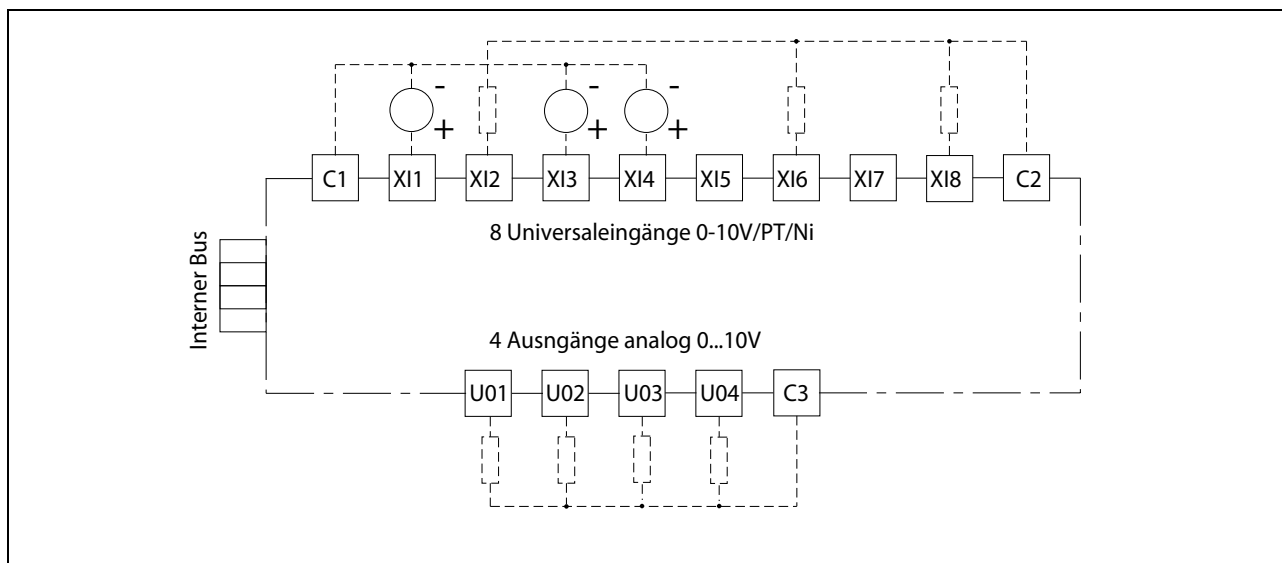 - - -
+ + +
C1 XI1 XI2 XI3 XI4 XI5 XI6 XI7 XI8 C2
8 Universaleingänge 0-10V/PT/Ni
Interner Bus
4 Ausngänge analog 0...10V
U01 U02 U03 U04 C3